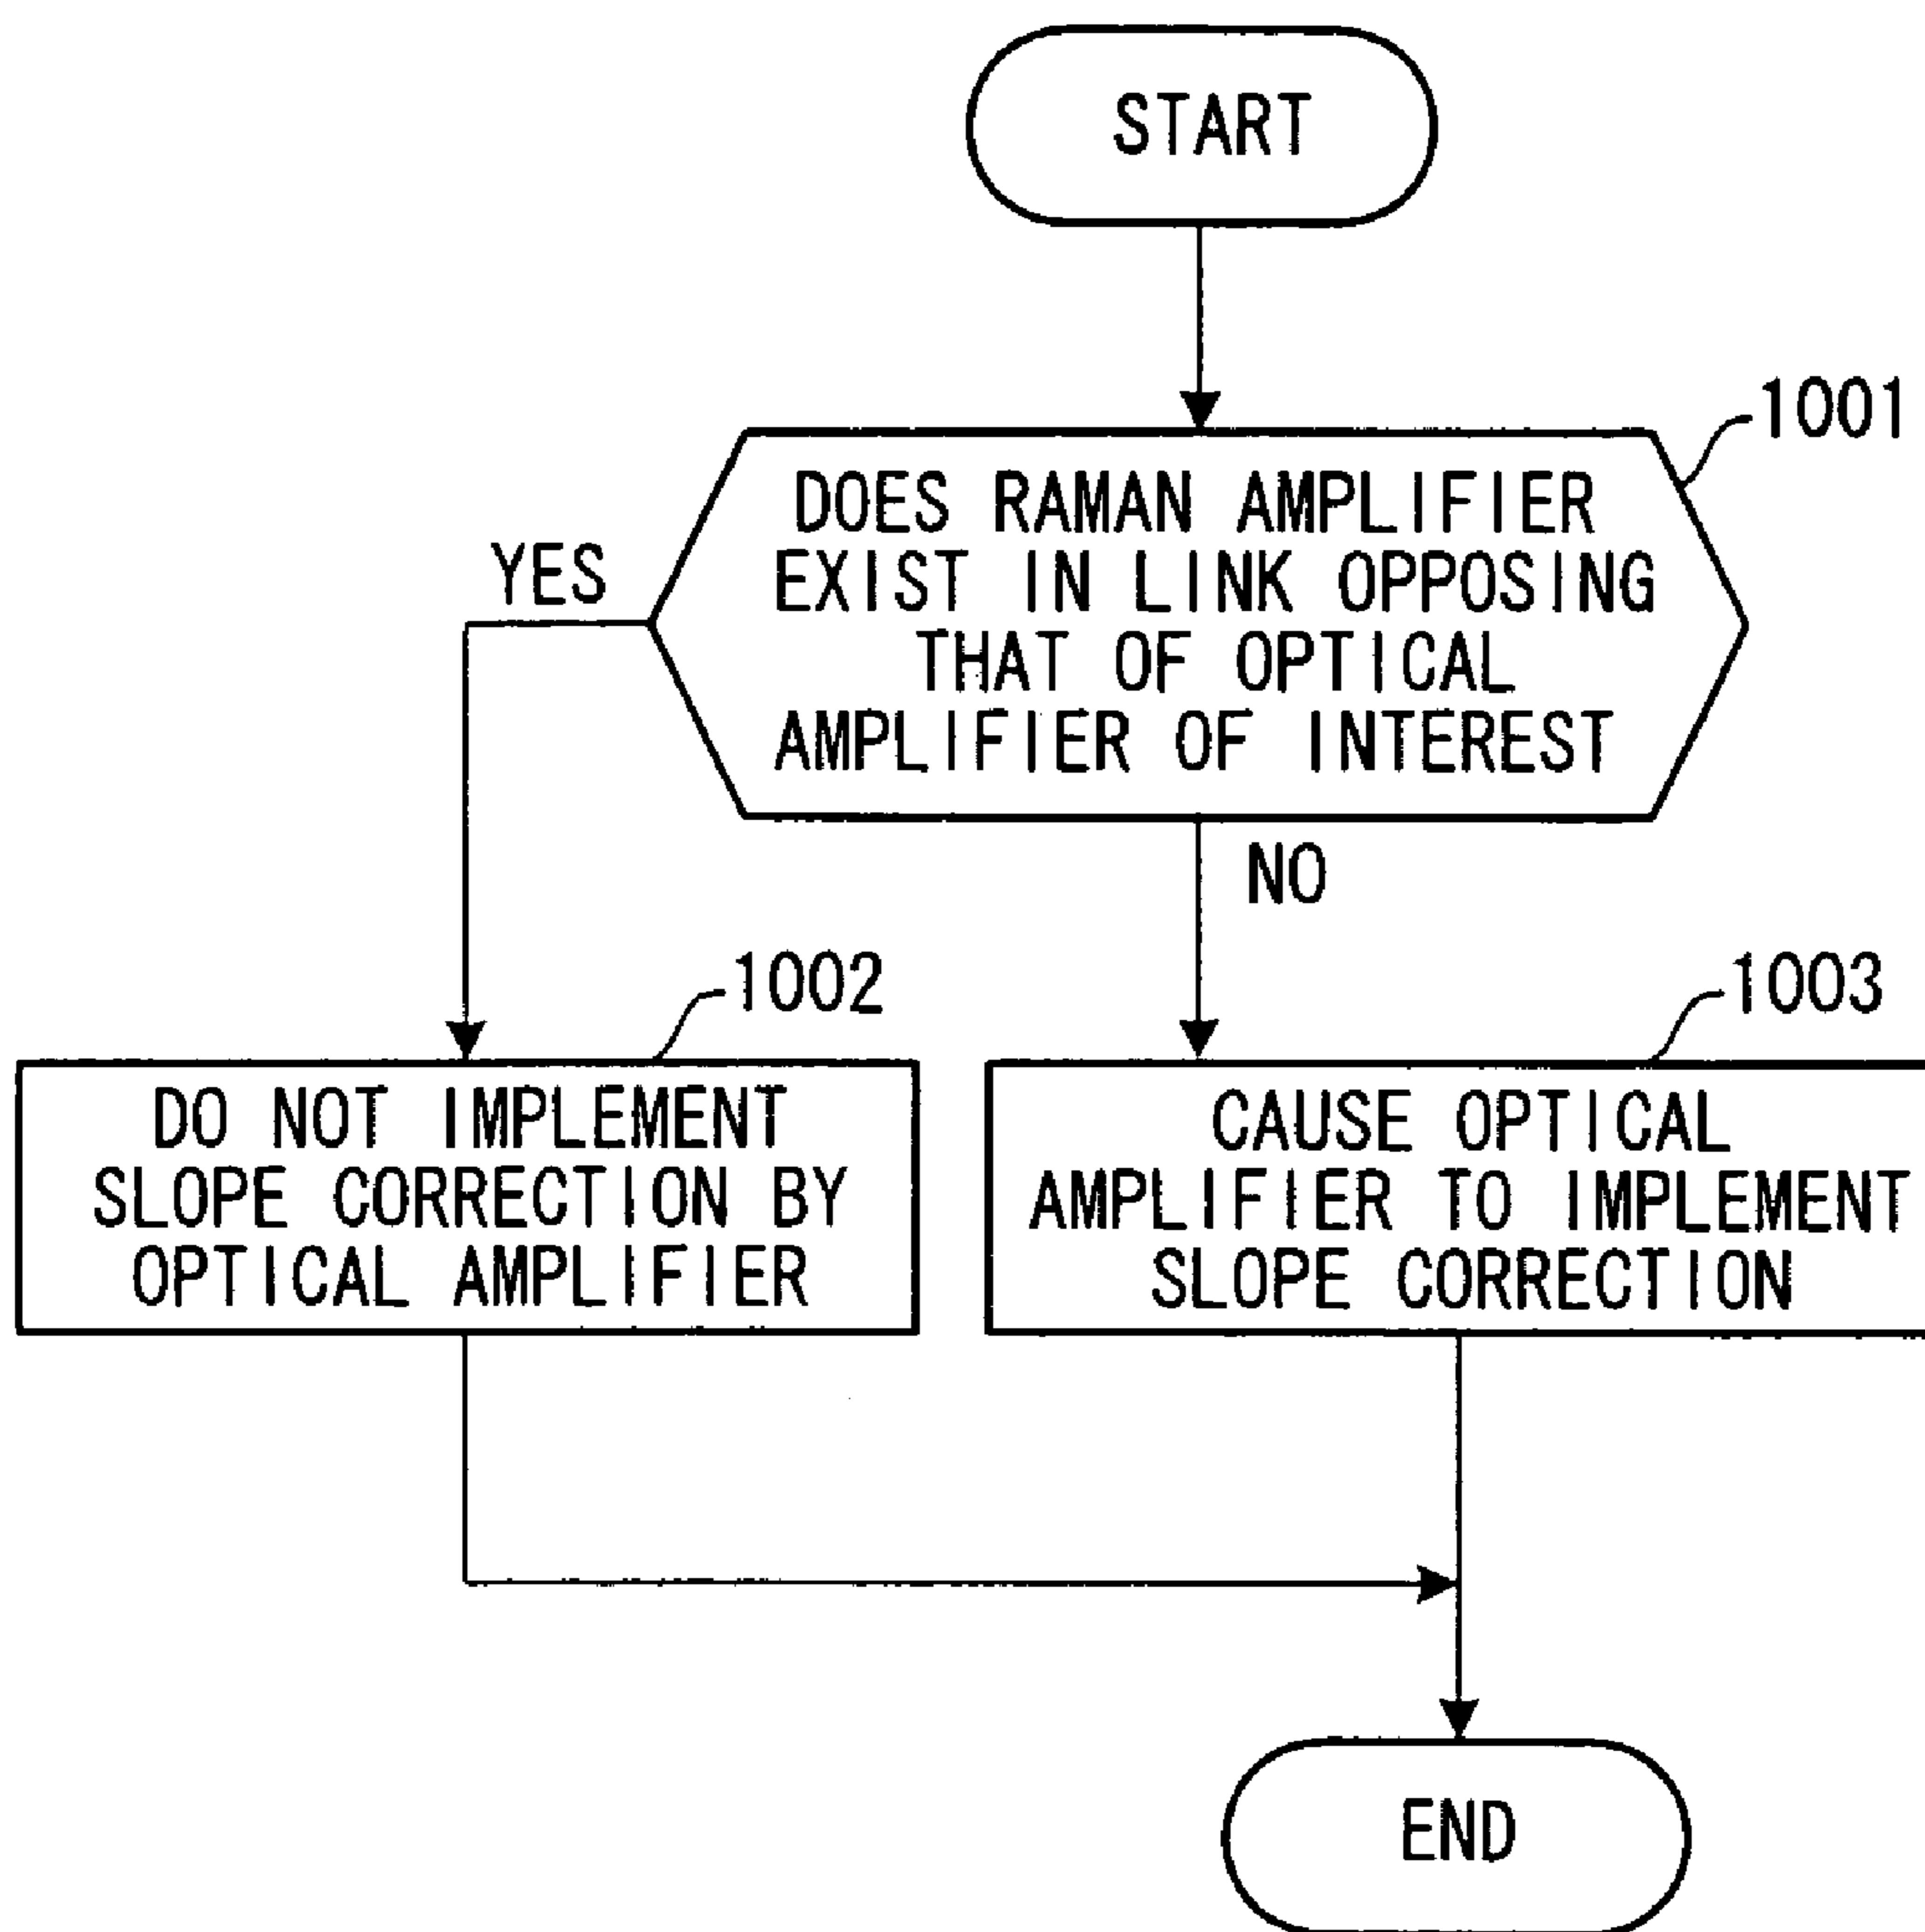 START
1001
DOES RAMAN AMPLIFIER
EXIST IN LINK OPPOSING
THAT OF OPTICAL
AMPLIFIER OF INTEREST
YES
NO
1002
DO NOT IMPLEMENT
SLOPE CORRECTION BY
OPTICAL AMPLIFIER
1003
CAUSE OPTICAL
AMPLIFIER TO IMPLEMENT
SLOPE CORRECTION
END